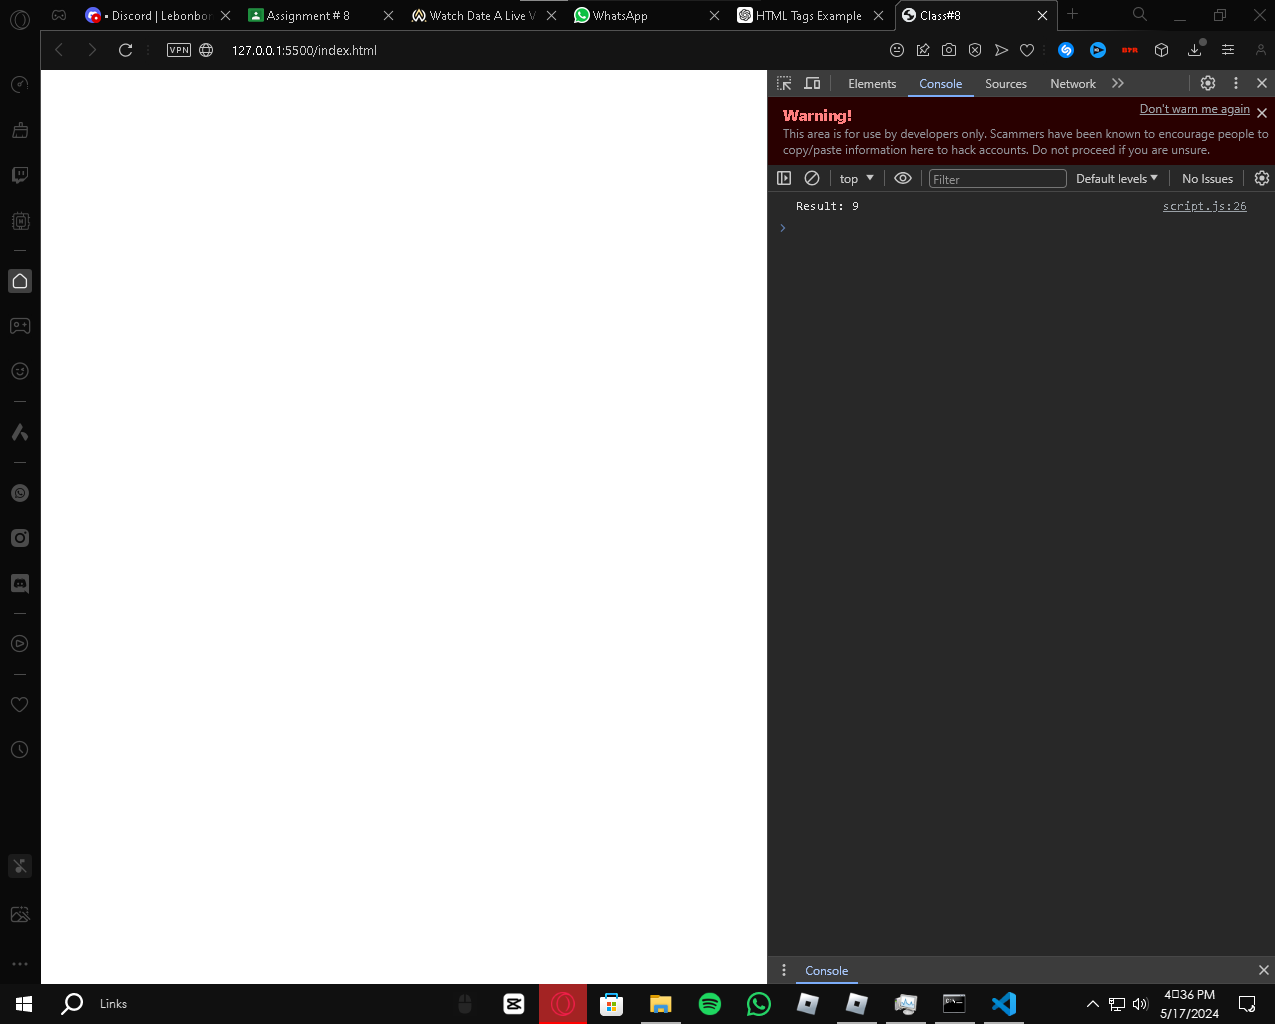 • Discord | Lebonbon
Assignment # 8
Watch Date A Live V
WhatsApp
HTML Tags Example
Class#8
VPN
127.0.0.1:5500/index.html
Elements
Console
Sources
Network
Warning!
Don't warn me again
This area is for use by developers only. Scammers have been known to encourage people to
copy/paste information here to hack accounts. Do not proceed if you are unsure.
top
Filter
Default levels
No Issues
Result: 9
script.js:26
Console
Links
4▯36 PM
5/17/2024